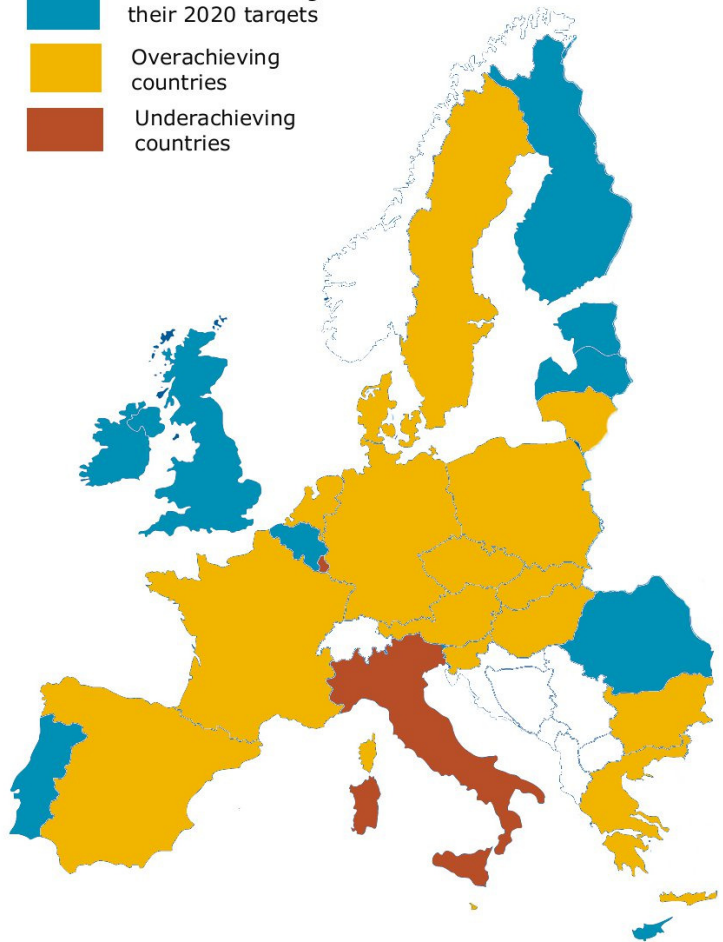 their 2020 targets
Overachieving
countries
Underachieving
countries